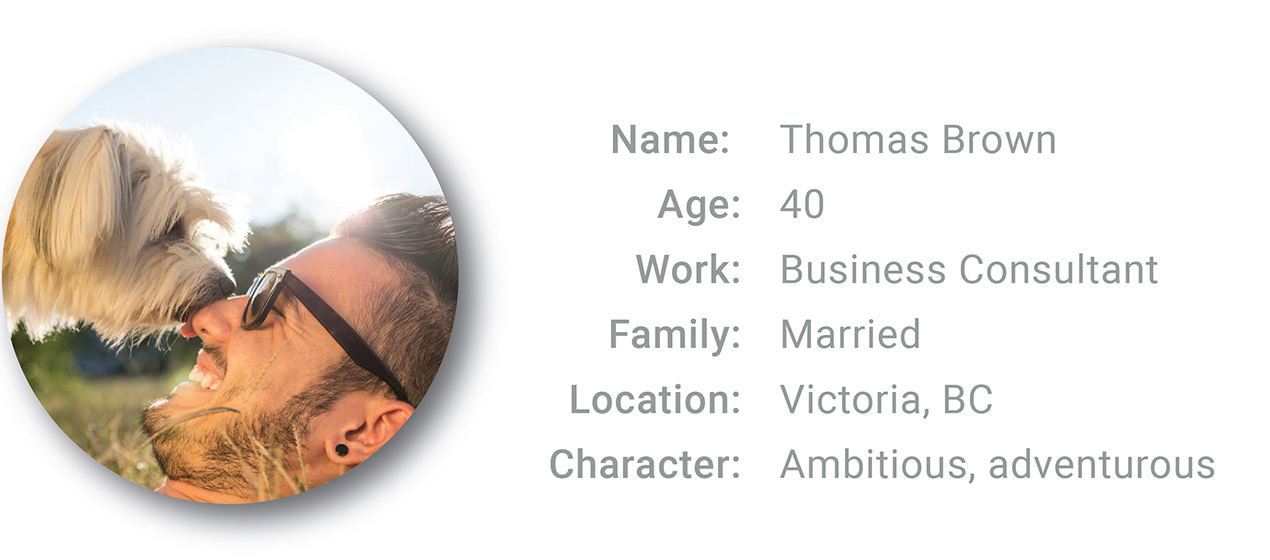 Name: Thomas Brown
Age: 40
Work: Business Consultant
Family: Married
Location: Victoria, BC
Character: Ambitious, adventurous